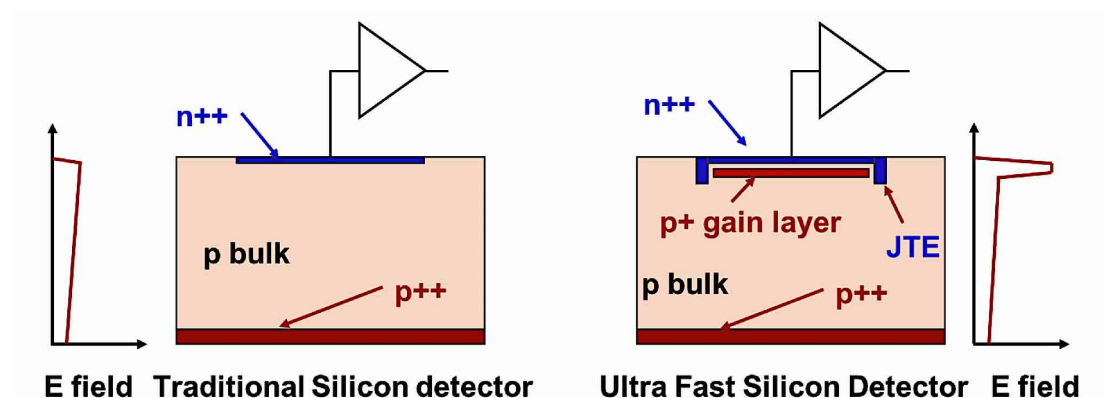 n++
n++
p+ gain layer
JTE
p bulk
p++
p bulk
p++
E field Traditional Silicon detector
Ultra Fast Silicon Detector E field